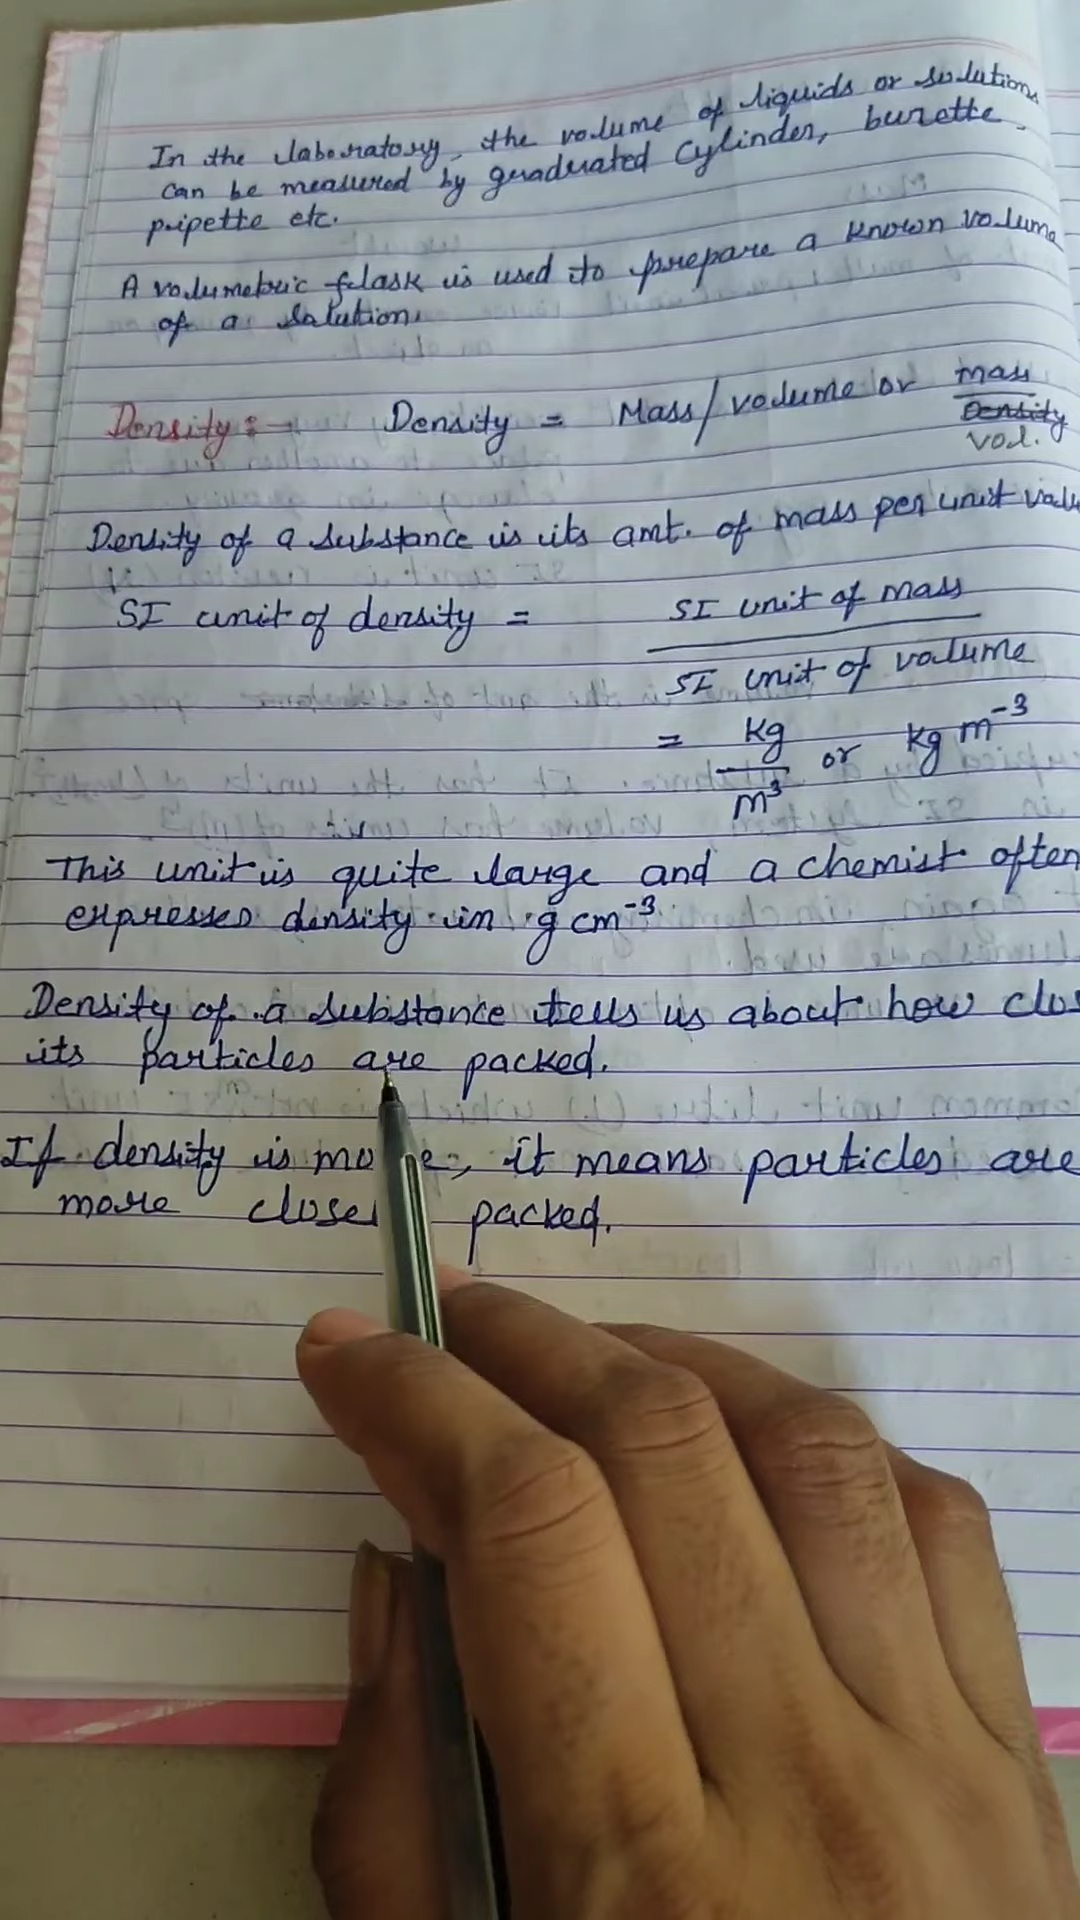 In the laboratory, the volume of liquids or solutions
can be measured by graduated cylinder, burette,
pipette etc.
A volumetric flask is used to prepare a known volume
of a solution.
Density:- Density = Mass/volume or mass
Density
vol.
Density of a substance is its amt. of mass per unit volu
SI unit of density = SI unit of mass
SI unit of volume
= kg/m³ or kg m⁻³
This unit is quite large and a chemist often
expresses density in g cm⁻³
Density of a substance tells us about how clos
its particles are packed.
If density is more, it means particles are
more closel packed.